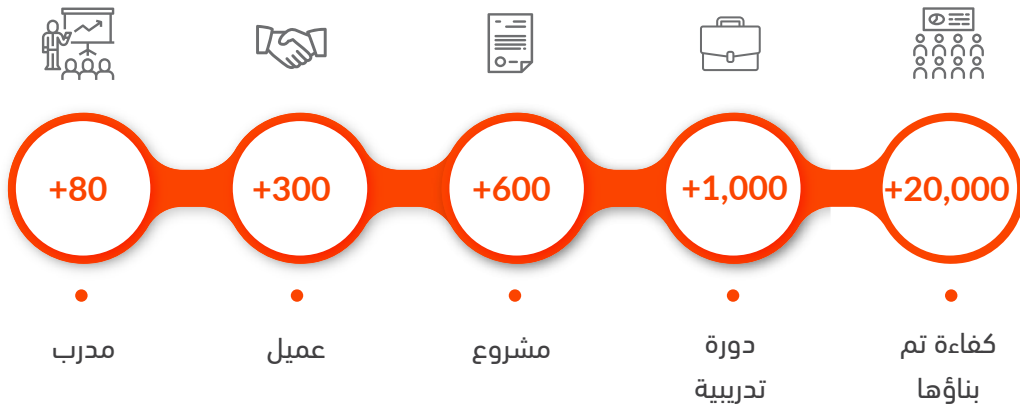 +20,000
+1,000
+600
+300
+80
كفاءة تم
بناؤها
دورة
تدريبية
مشروع
عميل
مدرب